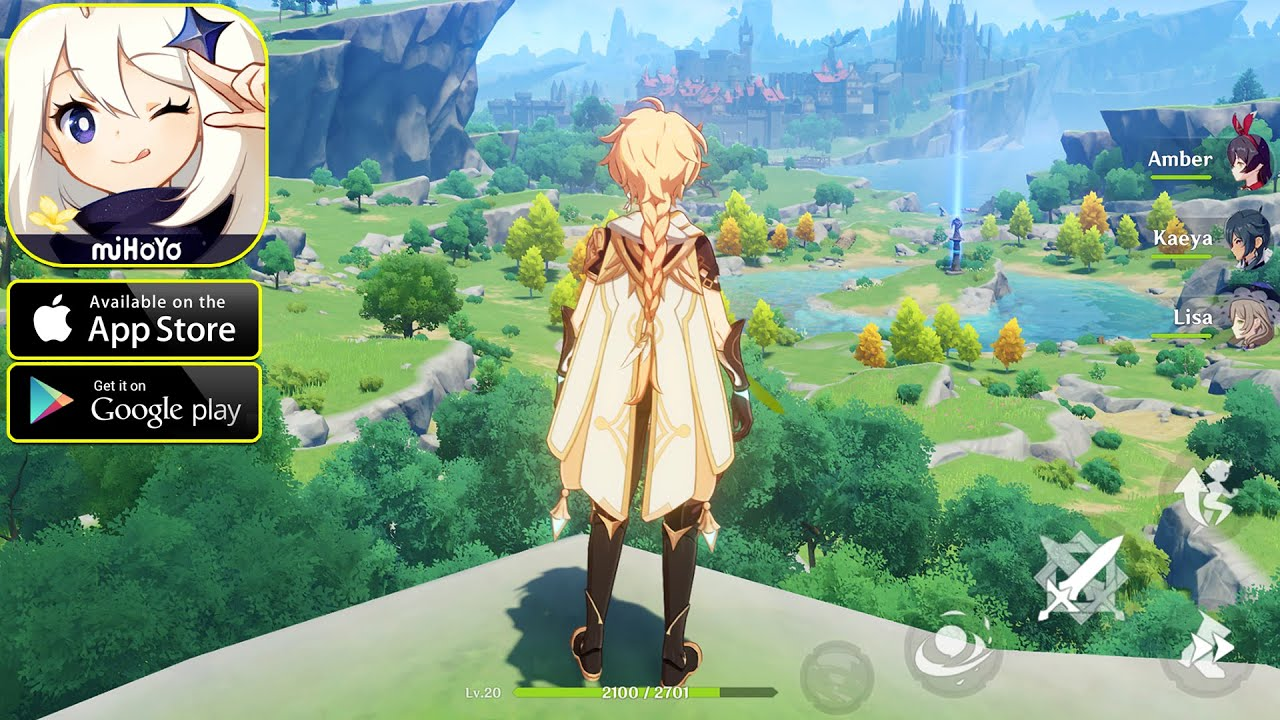 miHoYo
Available on the
App Store
Get it on
Google play
Amber
Kaeya
Lisa
Lv.20
2100 / 2701